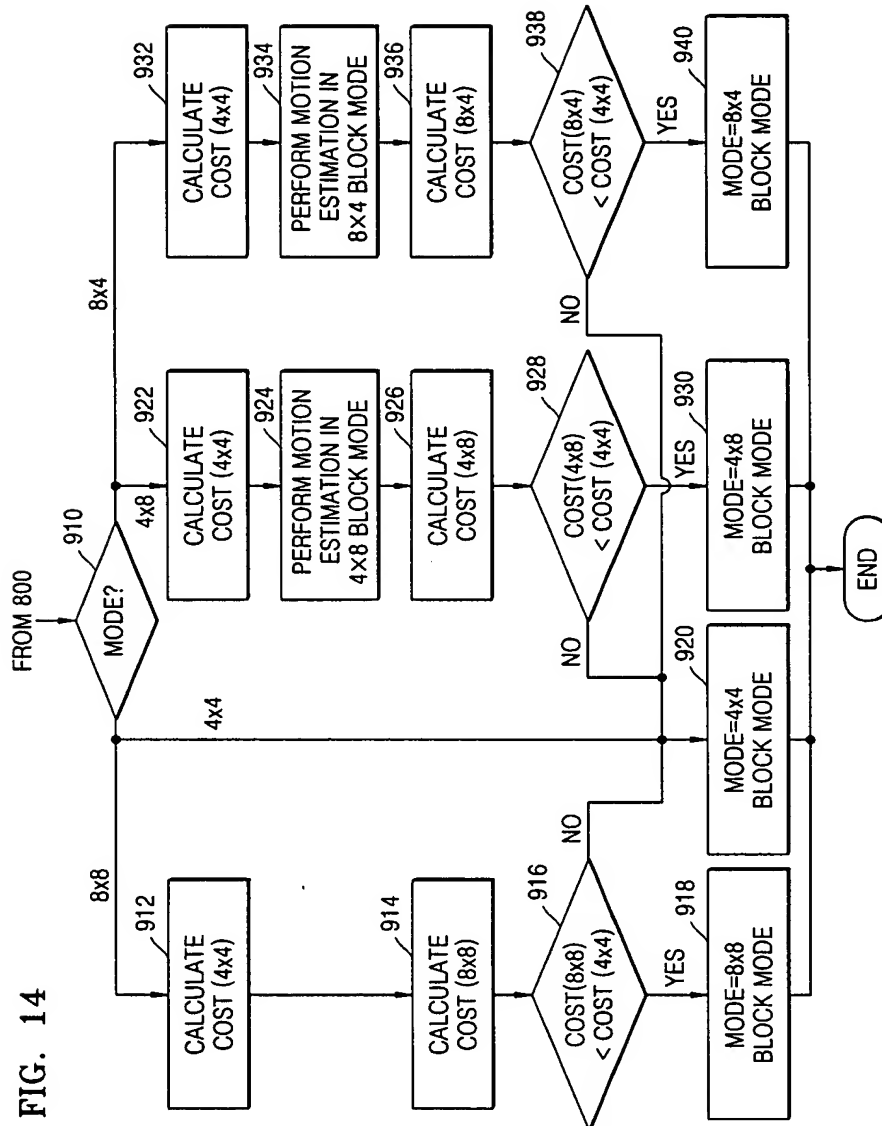 FIG. 14
FROM 800
MODE?
910
8x8
4x4
4x8
8x4
912
CALCULATE
COST (4x4)
914
CALCULATE
COST (8x8)
916
COST(8x8)
< COST (4x4)
NO
YES
918
MODE=8x8
BLOCK MODE
920
MODE=4x4
BLOCK MODE
922
CALCULATE
COST (4x4)
924
PERFORM MOTION
ESTIMATION IN
4×8 BLOCK MODE
926
CALCULATE
COST (4x8)
928
COST(4x8)
< COST (4x4)
NO
YES
930
MODE=4x8
BLOCK MODE
932
CALCULATE
COST (4x4)
934
PERFORM MOTION
ESTIMATION IN
8×4 BLOCK MODE
936
CALCULATE
COST (8x4)
938
COST(8x4)
< COST (4x4)
NO
YES
940
MODE=8x4
BLOCK MODE
END